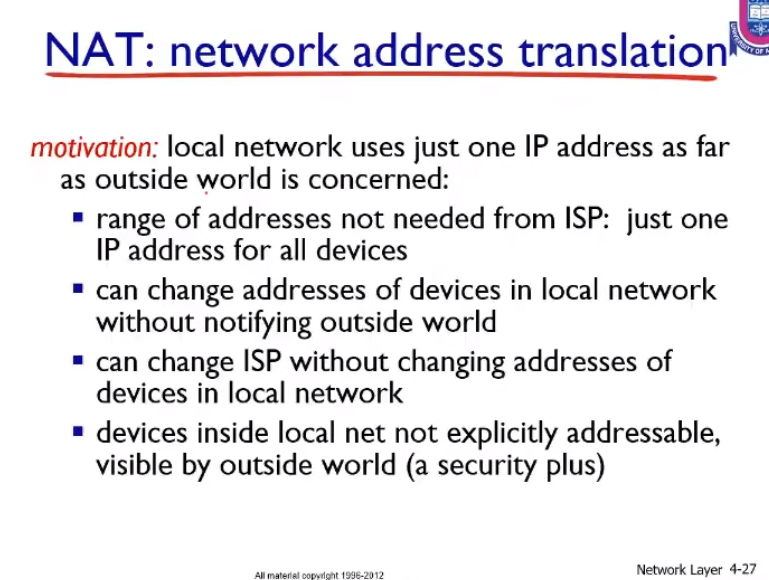 NAT: network address translation
motivation: local network uses just one IP address as far
as outside world is concerned:
▪ range of addresses not needed from ISP: just one
IP address for all devices
▪ can change addresses of devices in local network
without notifying outside world
▪ can change ISP without changing addresses of
devices in local network
▪ devices inside local net not explicitly addressable,
visible by outside world (a security plus)
All material copyright 1996-2012
Network Layer 4-27